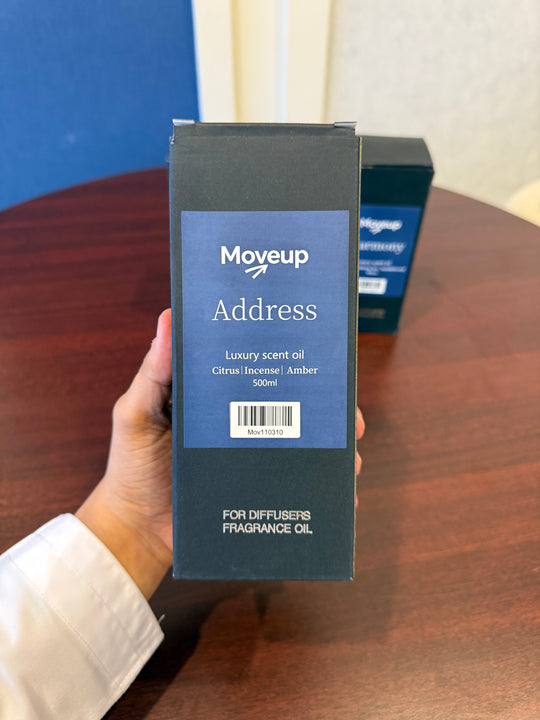 Moveup
Address
Luxury scent oil
Citrus|Incense| Amber
500ml
Mov110310
FOR DIFFUSERS
FRAGRANCE OIL
Moveup